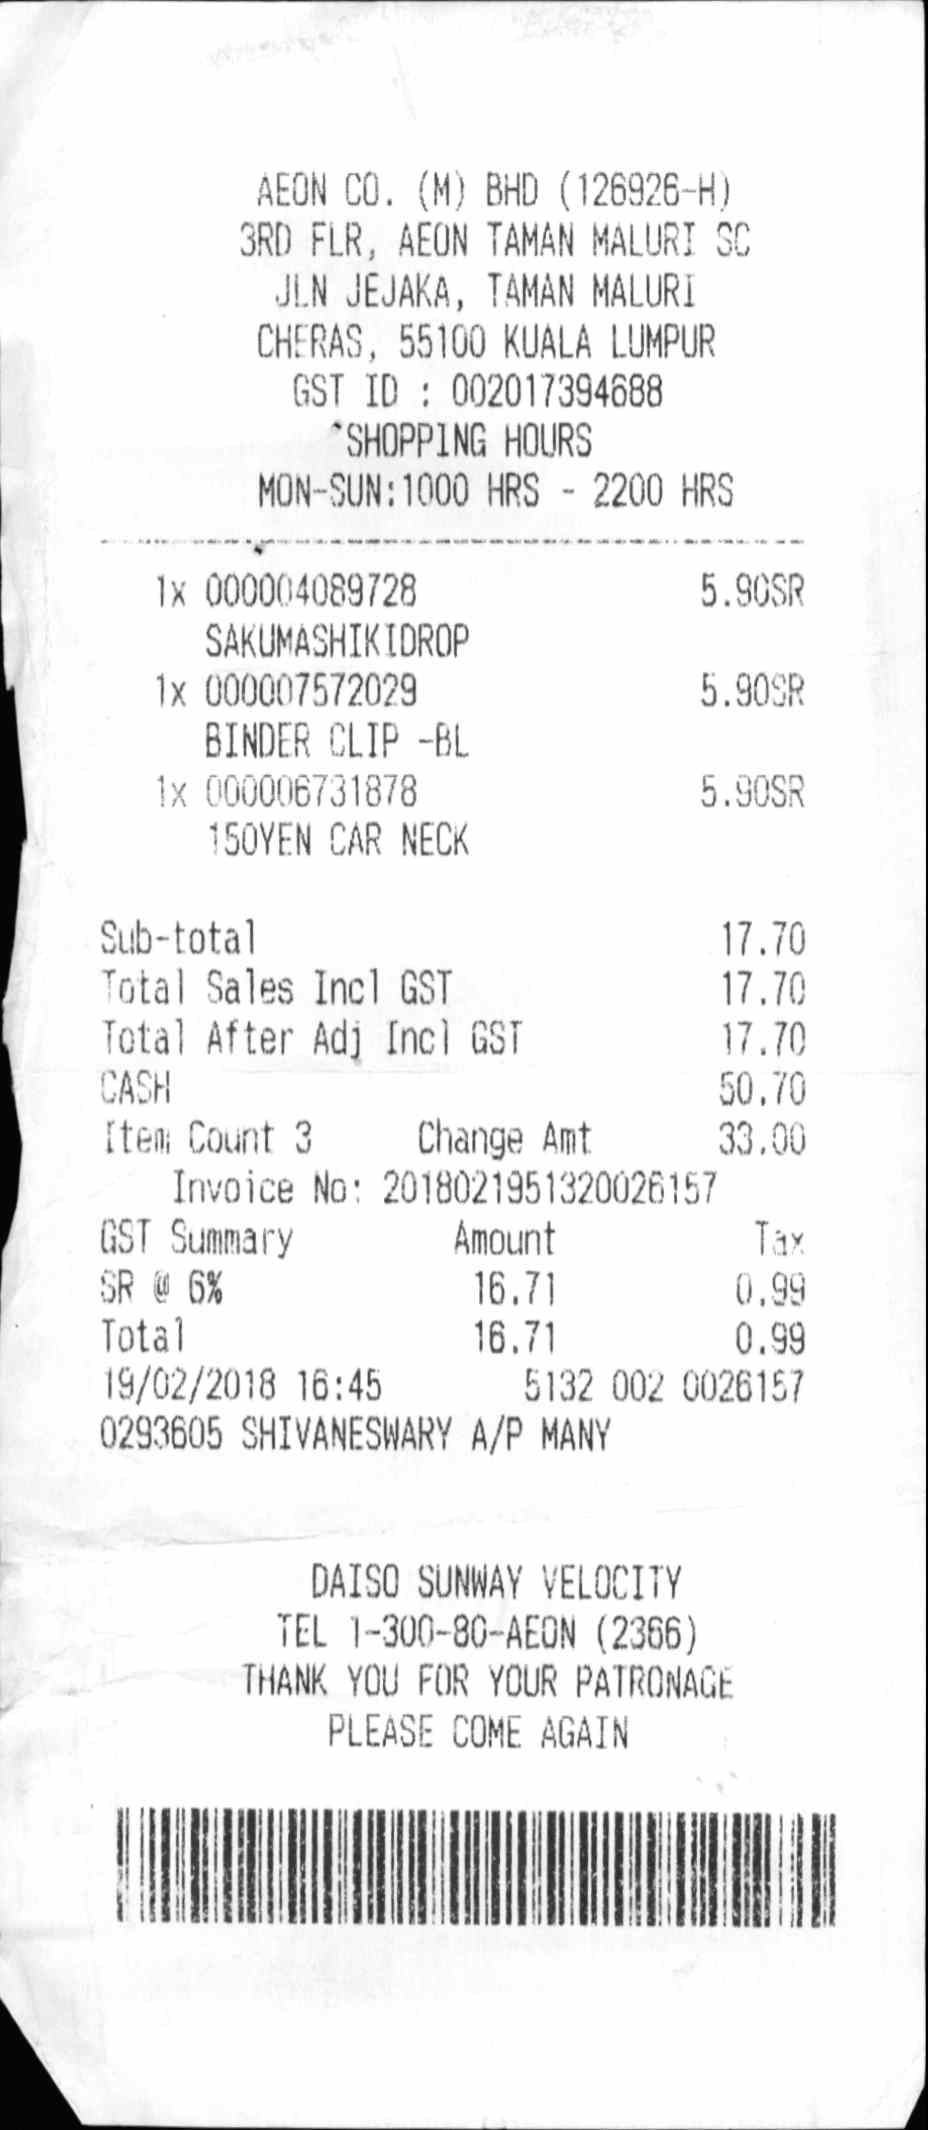 AEON CO. (M) BHD (126926-H)
3RD FLR, AEON TAMAN MALURI SC
JLN JEJAKA, TAMAN MALURI
CHERAS, 55100 KUALA LUMPUR
GST ID : 002017394688
*SHOPPING HOURS
MON-SUN:1000 HRS - 2200 HRS
1x 000004089728 5.90SR
SAKUMASHIKIDROP
1x 000007572029 5.90SR
BINDER CLIP -BL
1x 000006731878 5.90SR
150YEN CAR NECK
Sub-total 17.70
Total Sales Incl GST 17.70
Total After Adj Incl GST 17.70
CASH 50.70
Item Count 3 Change Amt 33.00
Invoice No: 2018021951320026157
GST Summary Amount Tax
SR @ 6% 16.71 0.99
Total 16.71 0.99
19/02/2018 16:45 5132 002 0026157
0293605 SHIVANESWARY A/P MANY
DAISO SUNWAY VELOCITY
TEL 1-300-80-AEON (2366)
THANK YOU FOR YOUR PATRONAGE
PLEASE COME AGAIN